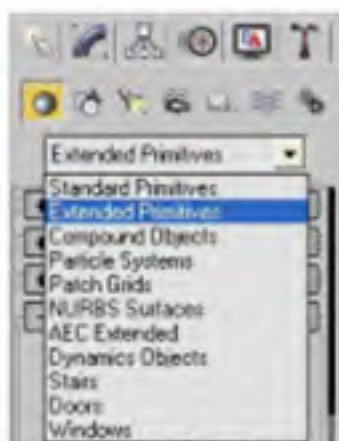 Extended Primitives
Standard Primitives
Extended Primitives
Compound Objects
Particle Systems
Patch Grids
NURBS Surfaces
AEC Extended
Dynamics Objects
Stairs
Doors
Windows